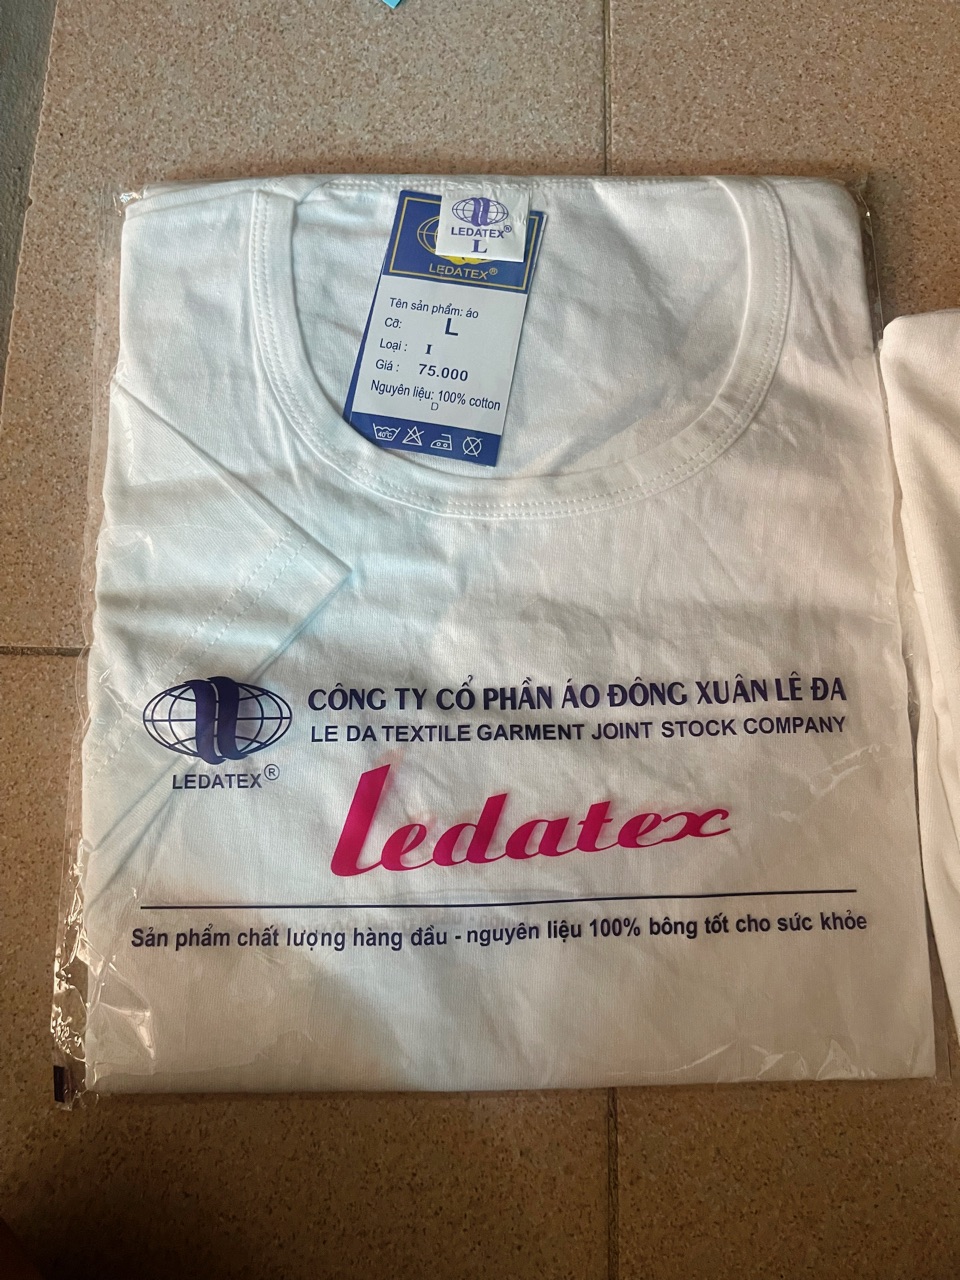 LEDATEX®
L
LEDATEX®
Tên sản phẩm: áo
Cỡ: L
Loại : I
Giá : 75.000
Nguyên liệu: 100% cotton
D
40°C
CÔNG TY CỔ PHẦN ÁO ĐÔNG XUÂN LÊ ĐA
LE DA TEXTILE GARMENT JOINT STOCK COMPANY
LEDATEX®
Ledatex
Sản phẩm chất lượng hàng đầu - nguyên liệu 100% bông tốt cho sức khỏe